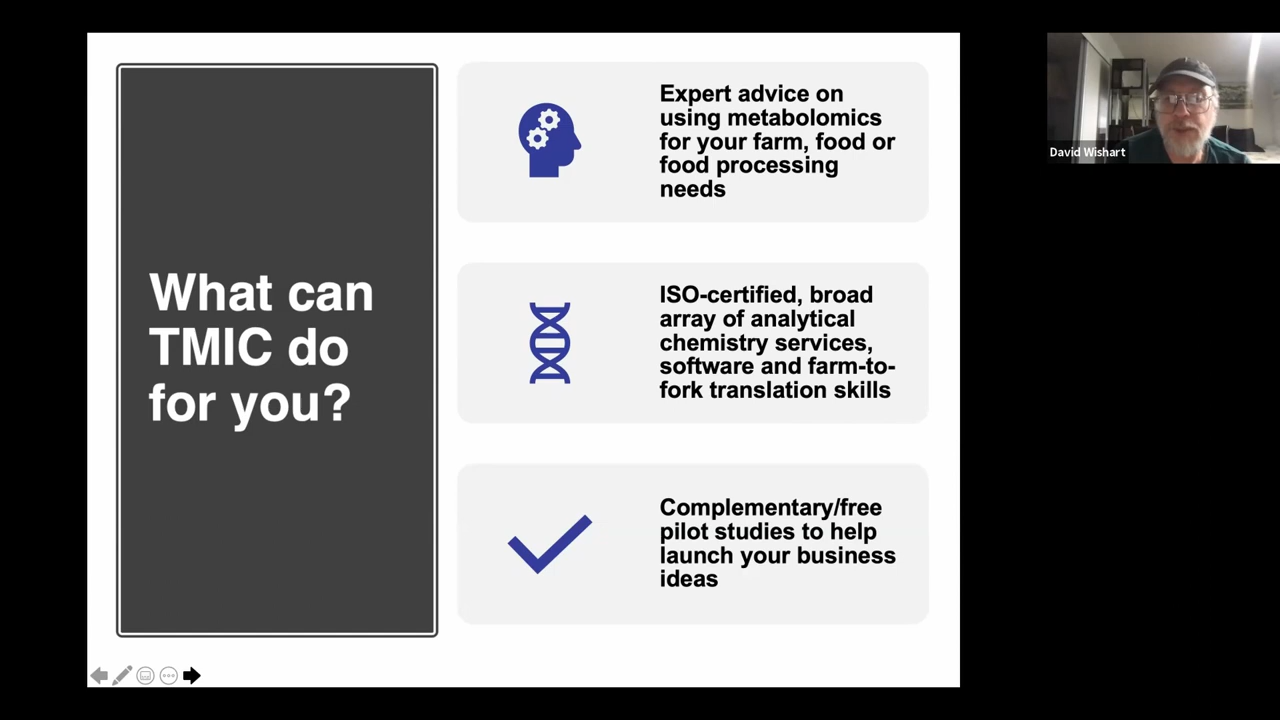 What can
TMIC do
for you?
Expert advice on
using metabolomics
for your farm, food or
food processing
needs
ISO-certified, broad
array of analytical
chemistry services,
software and farm-to-
fork translation skills
Complementary/free
pilot studies to help
launch your business
ideas
David Wishart